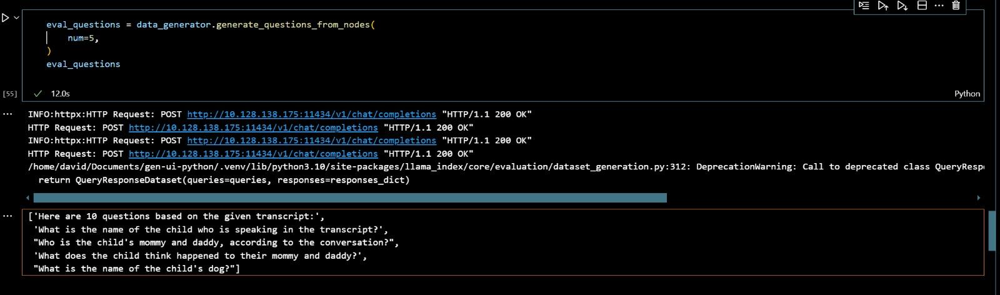 eval_questions = data_generator.generate_questions_from_nodes(
    num=5,
)
eval_questions
[55]
12.0s
Python
...
INFO:httpx:HTTP Request: POST http://10.128.138.175:11434/v1/chat/completions "HTTP/1.1 200 OK"
HTTP Request: POST http://10.128.138.175:11434/v1/chat/completions "HTTP/1.1 200 OK"
INFO:httpx:HTTP Request: POST http://10.128.138.175:11434/v1/chat/completions "HTTP/1.1 200 OK"
HTTP Request: POST http://10.128.138.175:11434/v1/chat/completions "HTTP/1.1 200 OK"
/home/david/Documents/gen-ui-python/.venv/lib/python3.10/site-packages/llama_index/core/evaluation/dataset_generation.py:312: DeprecationWarning: Call to deprecated class QueryResp
  return QueryResponseDataset(queries=queries, responses=responses_dict)
...
['Here are 10 questions based on the given transcript:',
 'What is the name of the child who is speaking in the transcript?',
 "Who is the child's mommy and daddy, according to the conversation?",
 'What does the child think happened to their mommy and daddy?',
 "What is the name of the child's dog?"]